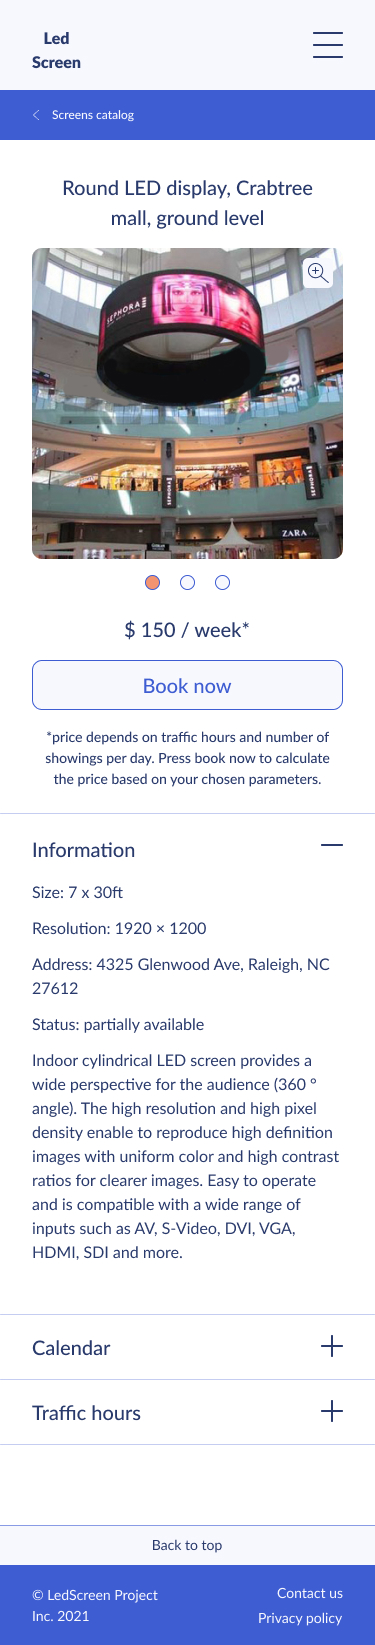 Led
Screen
Screens catalog
Round LED display, Crabtree
mall, ground level
SEPHORA
GO
SEPHORA
SEPHORA
ZARA
$ 150 / week*
Book now
*price depends on traffic hours and number of
showings per day. Press book now to calculate
the price based on your chosen parameters.
Information
Size: 7 x 30ft
Resolution: 1920 × 1200
Address: 4325 Glenwood Ave, Raleigh, NC
27612
Status: partially available
Indoor cylindrical LED screen provides a
wide perspective for the audience (360 º
angle). The high resolution and high pixel
density enable to reproduce high definition
images with uniform color and high contrast
ratios for clearer images. Easy to operate
and is compatible with a wide range of
inputs such as AV, S-Video, DVI, VGA,
HDMI, SDI and more.
Calendar
Traffic hours
Back to top
© LedScreen Project
Inc. 2021
Contact us
Privacy policy